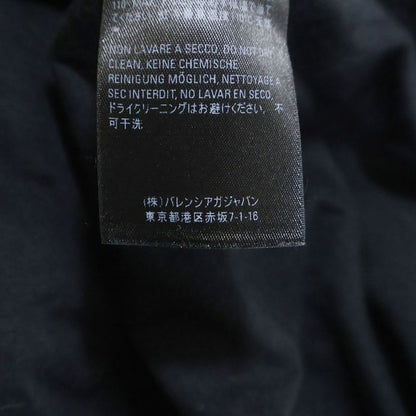 NON LAVARE A SECCO, DO NOT DRY
CLEAN, KEINE CHEMISCHE
REINIGUNG MÖGLICH, NETTOYAGE A
SEC INTERDIT, NO LAVAR EN SECO,
ドライクリーニングはお避けください, 不
可干洗.
(株)バレンシアガジャパン
東京都港区赤坂7-1-16